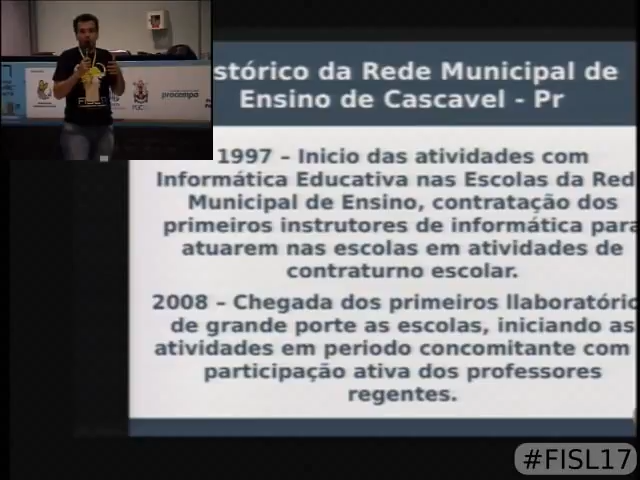 stórico da Rede Municipal de
Ensino de Cascavel - Pr
1997 – Inicio das atividades com
Informática Educativa nas Escolas da Red
Municipal de Ensino, contratação dos
primeiros instrutores de informática para
atuarem nas escolas em atividades de
contraturno escolar.
2008 – Chegada dos primeiros llaboratório
de grande porte as escolas, iniciando as
atividades em periodo concomitante com
participação ativa dos professores
regentes.
PUC
procempa
#FISL17